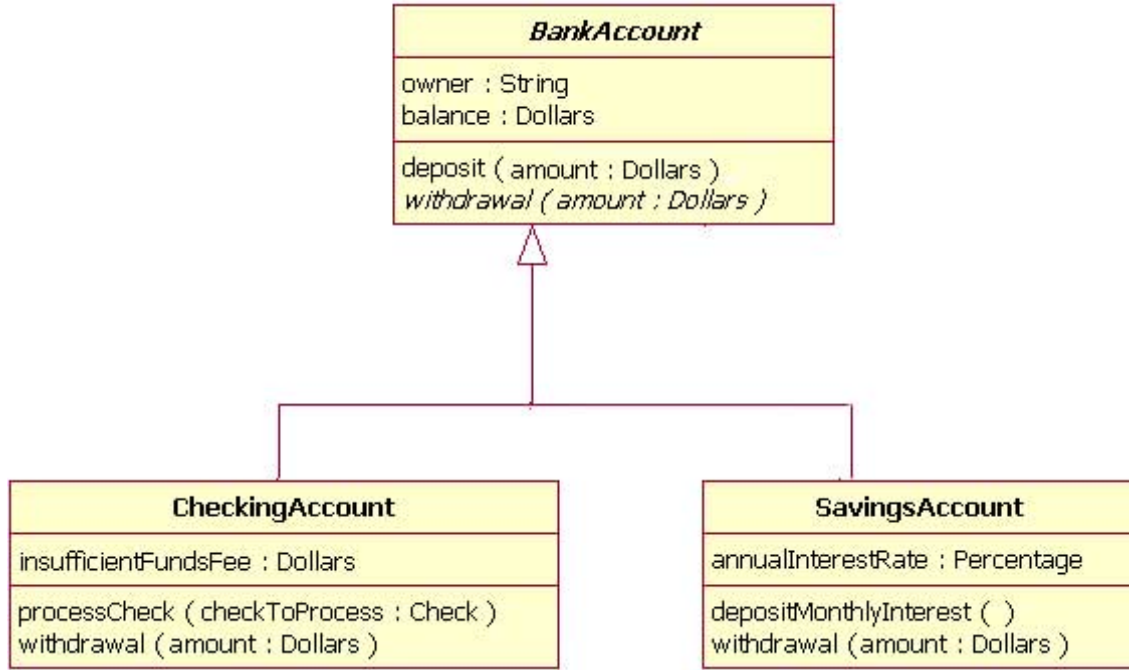 BankAccount
owner : String
balance : Dollars
deposit ( amount : Dollars )
withdrawal ( amount : Dollars )
CheckingAccount
insufficientFundsFee : Dollars
processCheck ( checkToProcess : Check )
withdrawal ( amount : Dollars )
SavingsAccount
annualInterestRate : Percentage
depositMonthlyInterest ( )
withdrawal ( amount : Dollars )